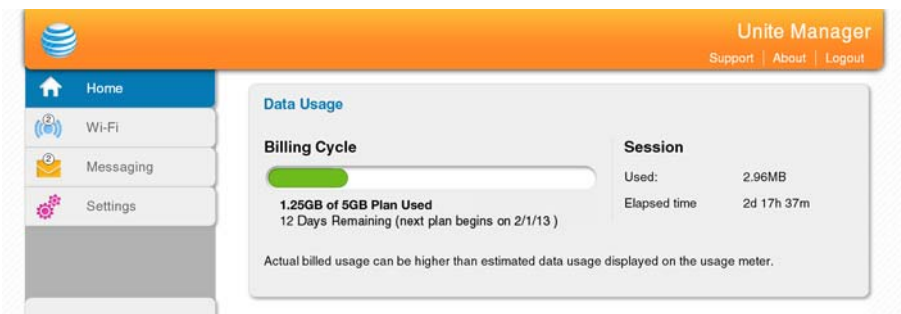 Unite Manager
Support | About | Logout
Home
2
Wi-Fi
2
Messaging
Settings
Data Usage
Billing Cycle
1.25GB of 5GB Plan Used
12 Days Remaining (next plan begins on 2/1/13 )
Session
Used: 2.96MB
Elapsed time 2d 17h 37m
Actual billed usage can be higher than estimated data usage displayed on the usage meter.